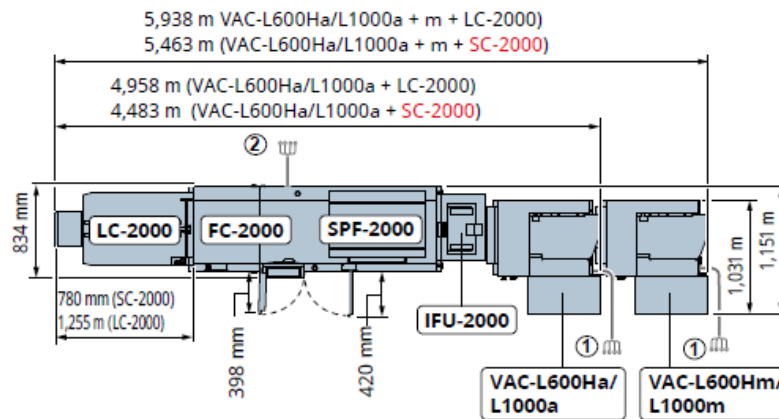 5,938 m VAC-L600Ha/L1000a + m + LC-2000)
5,463 m (VAC-L600Ha/L1000a + m + SC-2000)
4,958 m (VAC-L600Ha/L1000a + LC-2000)
4,483 m (VAC-L600Ha/L1000a + SC-2000)
②
834 mm
LC-2000
FC-2000
SPF-2000
1,031 m
1,151 m
780 mm (SC-2000)
1,255 m (LC-2000)
398 mm
420 mm
IFU-2000
①
①
VAC-L600Ha/
L1000a
VAC-L600Hm/
L1000m